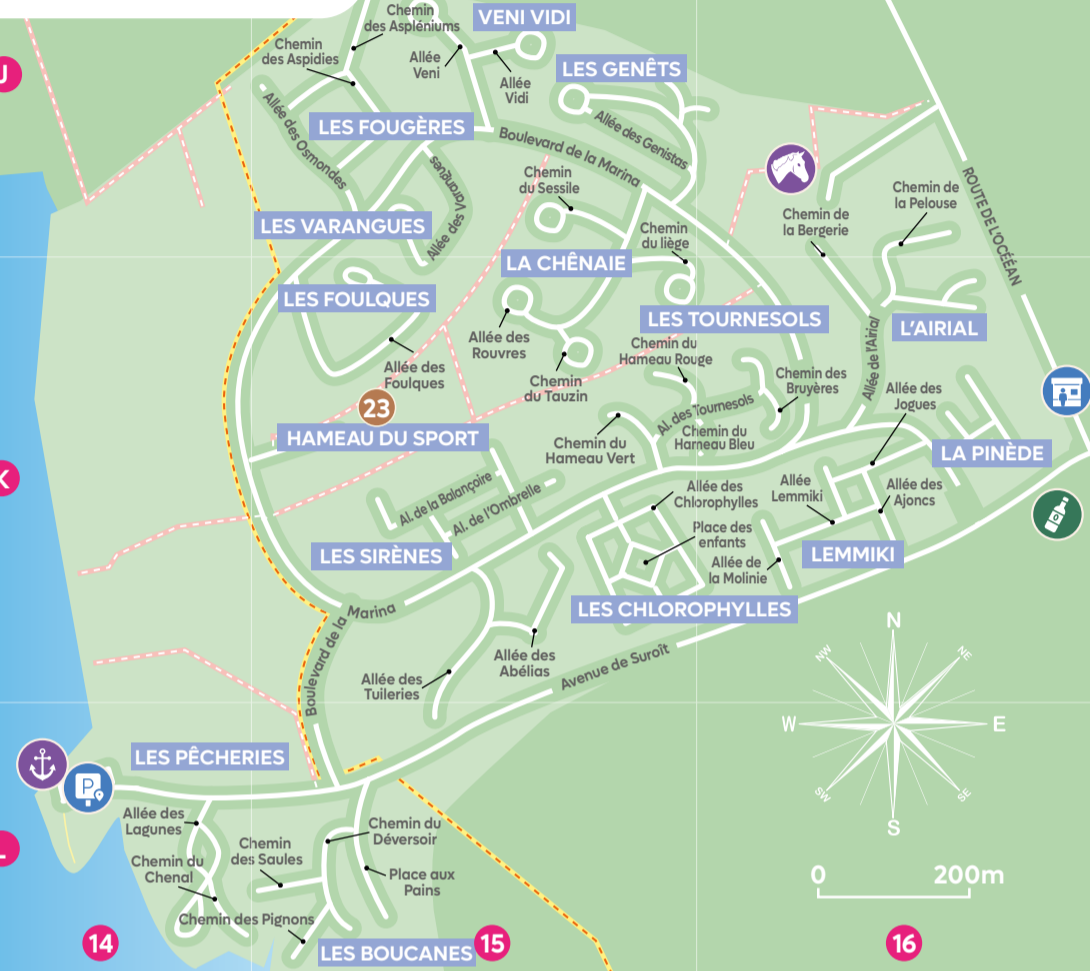 Chemin
des Aspléniums
VENI VIDI
Chemin
des Aspidies
Allée
Veni
Allée
Vidi
LES GENÊTS
LES FOUGÈRES
Allée des Osmondes
Allée des Genistas
Boulevard de la Marina
Allée des Varangues
Chemin
du Sessile
LES VARANGUES
Chemin
du liège
LA CHÊNAIE
Chemin de
la Pelouse
Chemin de
la Bergerie
ROUTE DE L'OCÉÉAN
LES FOULQUES
LES TOURNESOLS
L'AIRIAL
Allée des
Rouvres
Chemin du
Hameau Rouge
Allée de l'Airial
Allée des
Foulques
Chemin
du Tauzin
Chemin des
Bruyères
Allée des
Jogues
23
HAMEAU DU SPORT
Al. des Tournesols
Chemin du
Hameau Bleu
Chemin du
Hameau Vert
LA PINÈDE
K
Al. de la Balançoire
Al. de l'Ombrelle
Allée des
Chlorophylles
Allée
Lemmiki
Allée des
Ajoncs
Place des
enfants
LES SIRÈNES
Allée de
la Molinie
LEMMIKI
LES CHLOROPHYLLES
Boulevard de la Marina
Allée des
Abélias
Avenue de Suroît
Allée des
Tuileries
N
NW
NE
W
E
SW
SE
S
LES PÊCHERIES
P
Allée des
Lagunes
Chemin
des Saules
Chemin du
Déversoir
Chemin du
Chenal
Place aux
Pains
Chemin des Pignons
0
200m
14
LES BOUCANES
15
16